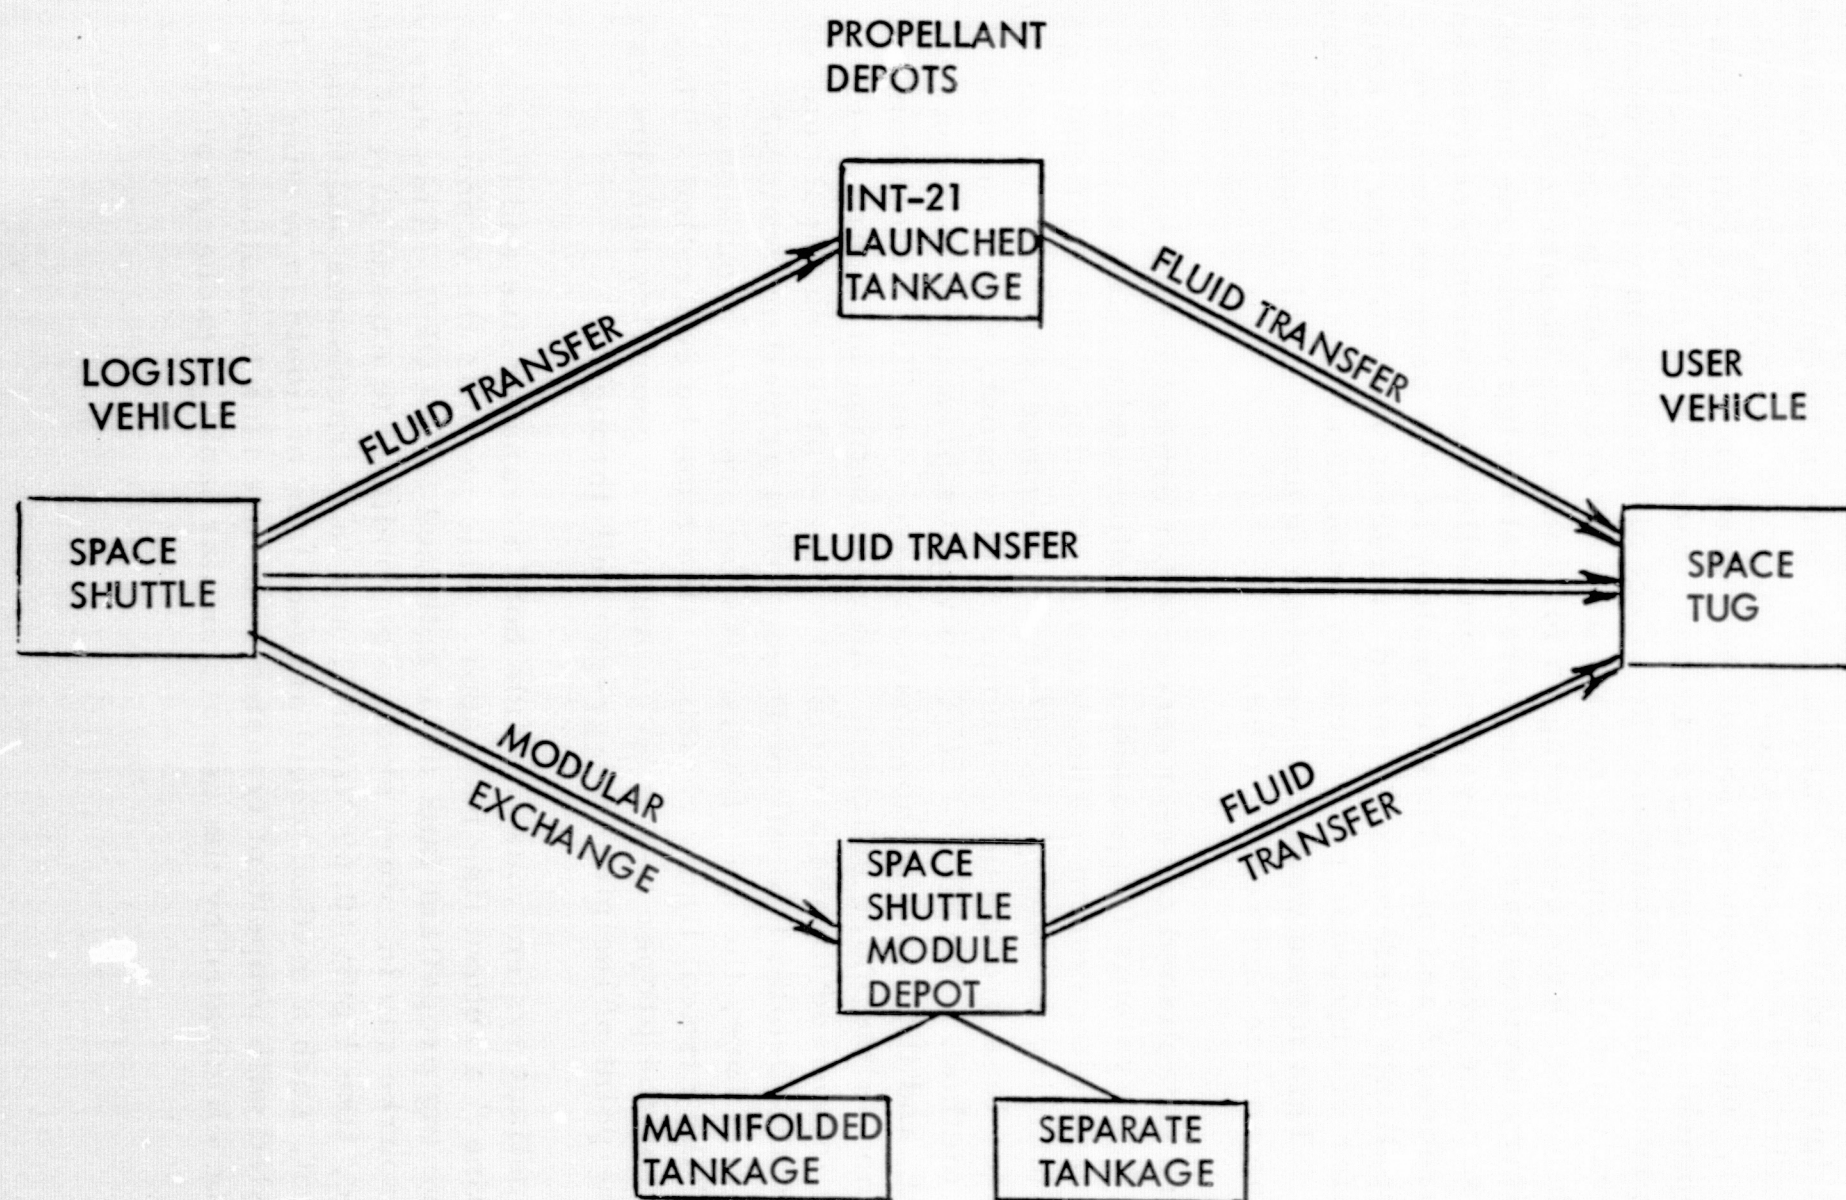 PROPELLANT
DEPOTS
INT-21
LAUNCHED
TANKAGE
FLUID TRANSFER
FLUID TRANSFER
LOGISTIC
VEHICLE
USER
VEHICLE
SPACE
SHUTTLE
FLUID TRANSFER
SPACE
TUG
MODULAR
EXCHANGE
FLUID
TRANSFER
SPACE
SHUTTLE
MODULE
DEPOT
MANIFOLDED
TANKAGE
SEPARATE
TANKAGE